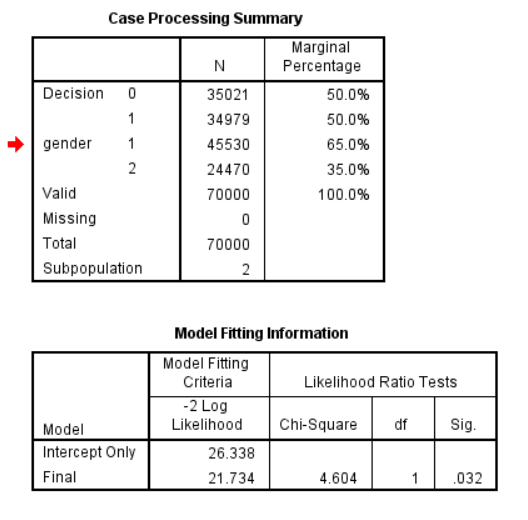 Case Processing Summary
N Marginal Percentage
Decision 0 35021 50.0%
1 34979 50.0%
gender 1 45530 65.0%
2 24470 35.0%
Valid 70000 100.0%
Missing 0
Total 70000
Subpopulation 2
Model Fitting Information
Model Fitting Criteria Likelihood Ratio Tests
Model -2 Log Likelihood Chi-Square df Sig.
Intercept Only 26.338
Final 21.734 4.604 1 .032